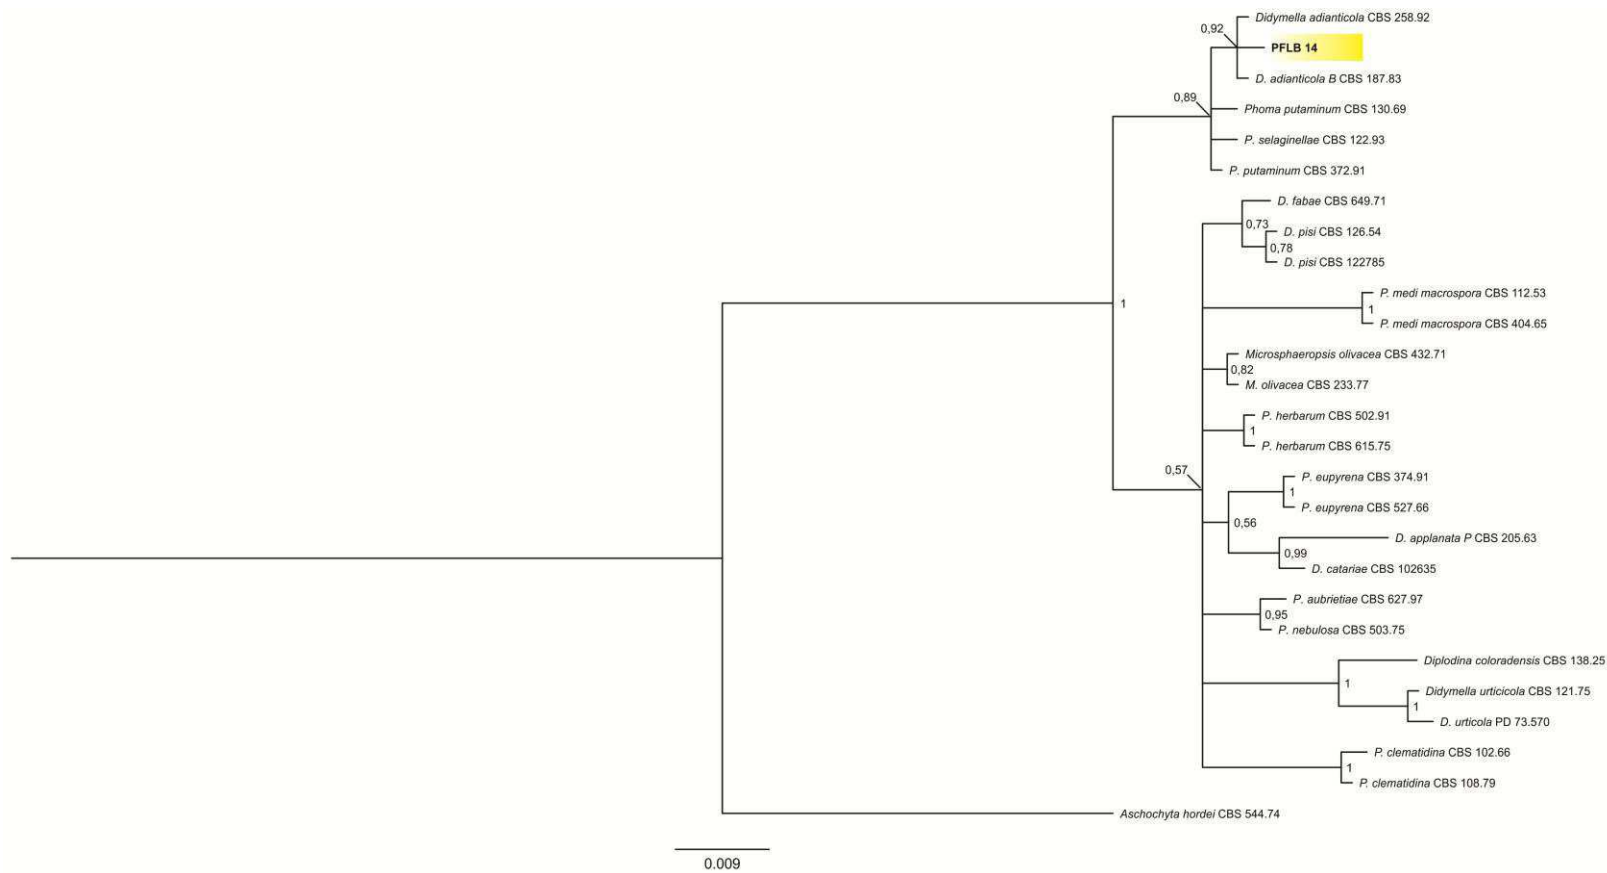 Didymella adianticola CBS 258.92
0,92
PFLB 14
D. adianticola B CBS 187.83
0,89
Phoma putaminum CBS 130.69
P. selaginellae CBS 122.93
P. putaminum CBS 372.91
D. fabae CBS 649.71
0,73
D. pisi CBS 126.54
0,78
D. pisi CBS 122785
P. medi macrospora CBS 112.53
1
1
P. medi macrospora CBS 404.65
Microsphaeropsis olivacea CBS 432.71
0,82
M. olivacea CBS 233.77
P. herbarum CBS 502.91
1
P. herbarum CBS 615.75
0,57
P. eupyrena CBS 374.91
1
P. eupyrena CBS 527.66
0,56
D. applanata P CBS 205.63
0,99
D. catariae CBS 102635
P. aubrietiae CBS 627.97
0,95
P. nebulosa CBS 503.75
Diplodina coloradensis CBS 138.25
1
Didymella urticicola CBS 121.75
1
D. urticola PD 73.570
P. clematidina CBS 102.66
1
P. clematidina CBS 108.79
Aschochyta hordei CBS 544.74
0.009